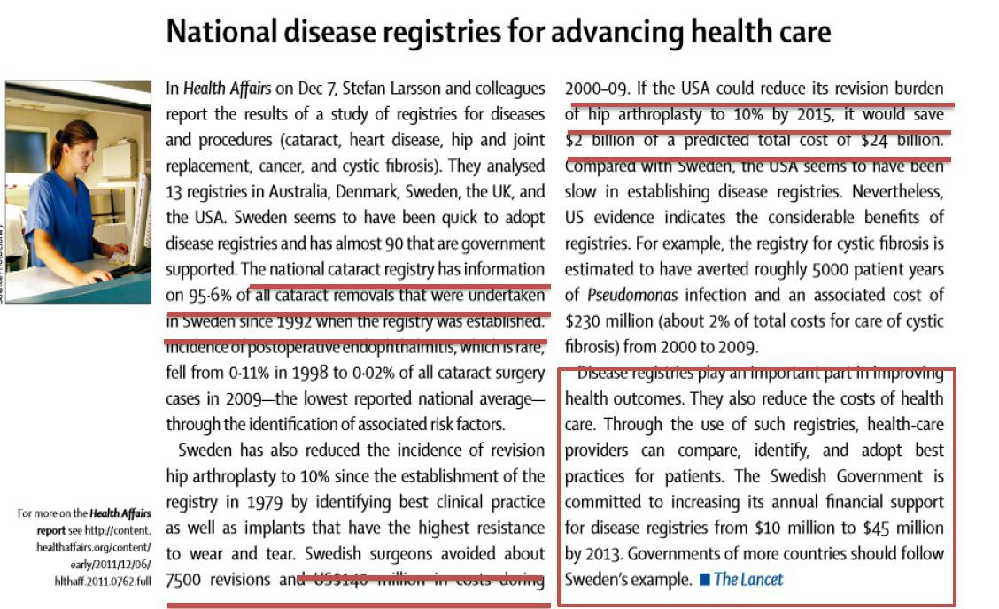 National disease registries for advancing health care
In Health Affairs on Dec 7, Stefan Larsson and colleagues
report the results of a study of registries for diseases
and procedures (cataract, heart disease, hip and joint
replacement, cancer, and cystic fibrosis). They analysed
13 registries in Australia, Denmark, Sweden, the UK, and
the USA. Sweden seems to have been quick to adopt
disease registries and has almost 90 that are government
supported. The national cataract registry has information
on 95·6% of all cataract removals that were undertaken
in Sweden since 1992 when the registry was established.
Incidence of postoperative endophthalmitis, which is rare,
fell from 0·11% in 1998 to 0·02% of all cataract surgery
cases in 2009—the lowest reported national average—
through the identification of associated risk factors.
Sweden has also reduced the incidence of revision
hip arthroplasty to 10% since the establishment of the
registry in 1979 by identifying best clinical practice
as well as implants that have the highest resistance
to wear and tear. Swedish surgeons avoided about
7500 revisions and US$140 million in costs during
2000–09. If the USA could reduce its revision burden
of hip arthroplasty to 10% by 2015, it would save
$2 billion of a predicted total cost of $24 billion.
Compared with Sweden, the USA seems to have been
slow in establishing disease registries. Nevertheless,
US evidence indicates the considerable benefits of
registries. For example, the registry for cystic fibrosis is
estimated to have averted roughly 5000 patient years
of Pseudomonas infection and an associated cost of
$230 million (about 2% of total costs for care of cystic
fibrosis) from 2000 to 2009.
Disease registries play an important part in improving
health outcomes. They also reduce the costs of health
care. Through the use of such registries, health-care
providers can compare, identify, and adopt best
practices for patients. The Swedish Government is
committed to increasing its annual financial support
for disease registries from $10 million to $45 million
by 2013. Governments of more countries should follow
Sweden's example. ■ The Lancet
For more on the Health Affairs
report see http://content.
healthaffairs.org/content/
early/2011/12/06/
hlthaff.2011.0762.full